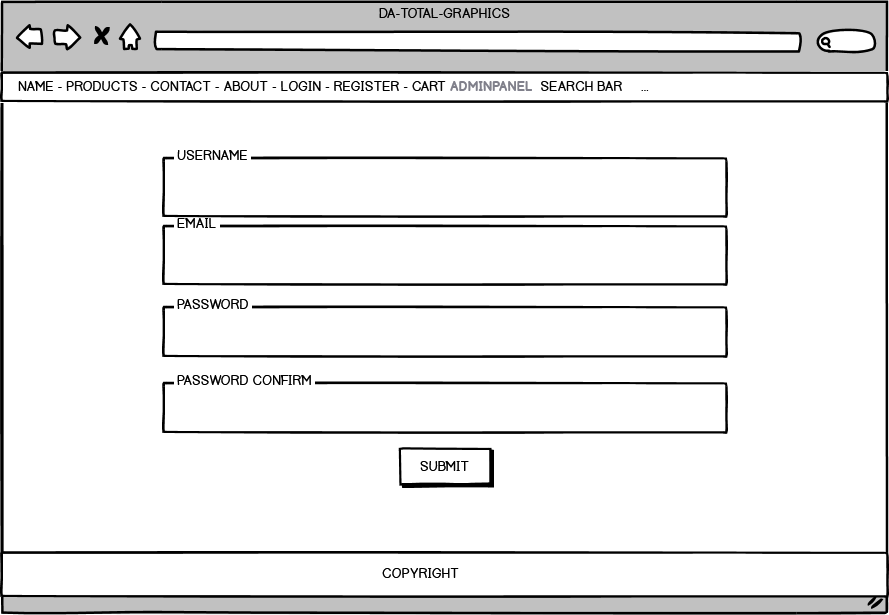 DA-TOTAL-GRAPHICS
NAME - PRODUCTS - CONTACT - ABOUT - LOGIN - REGISTER - CART ADMINPANEL SEARCH BAR ...
USERNAME
EMAIL
PASSWORD
PASSWORD CONFIRM
SUBMIT
COPYRIGHT